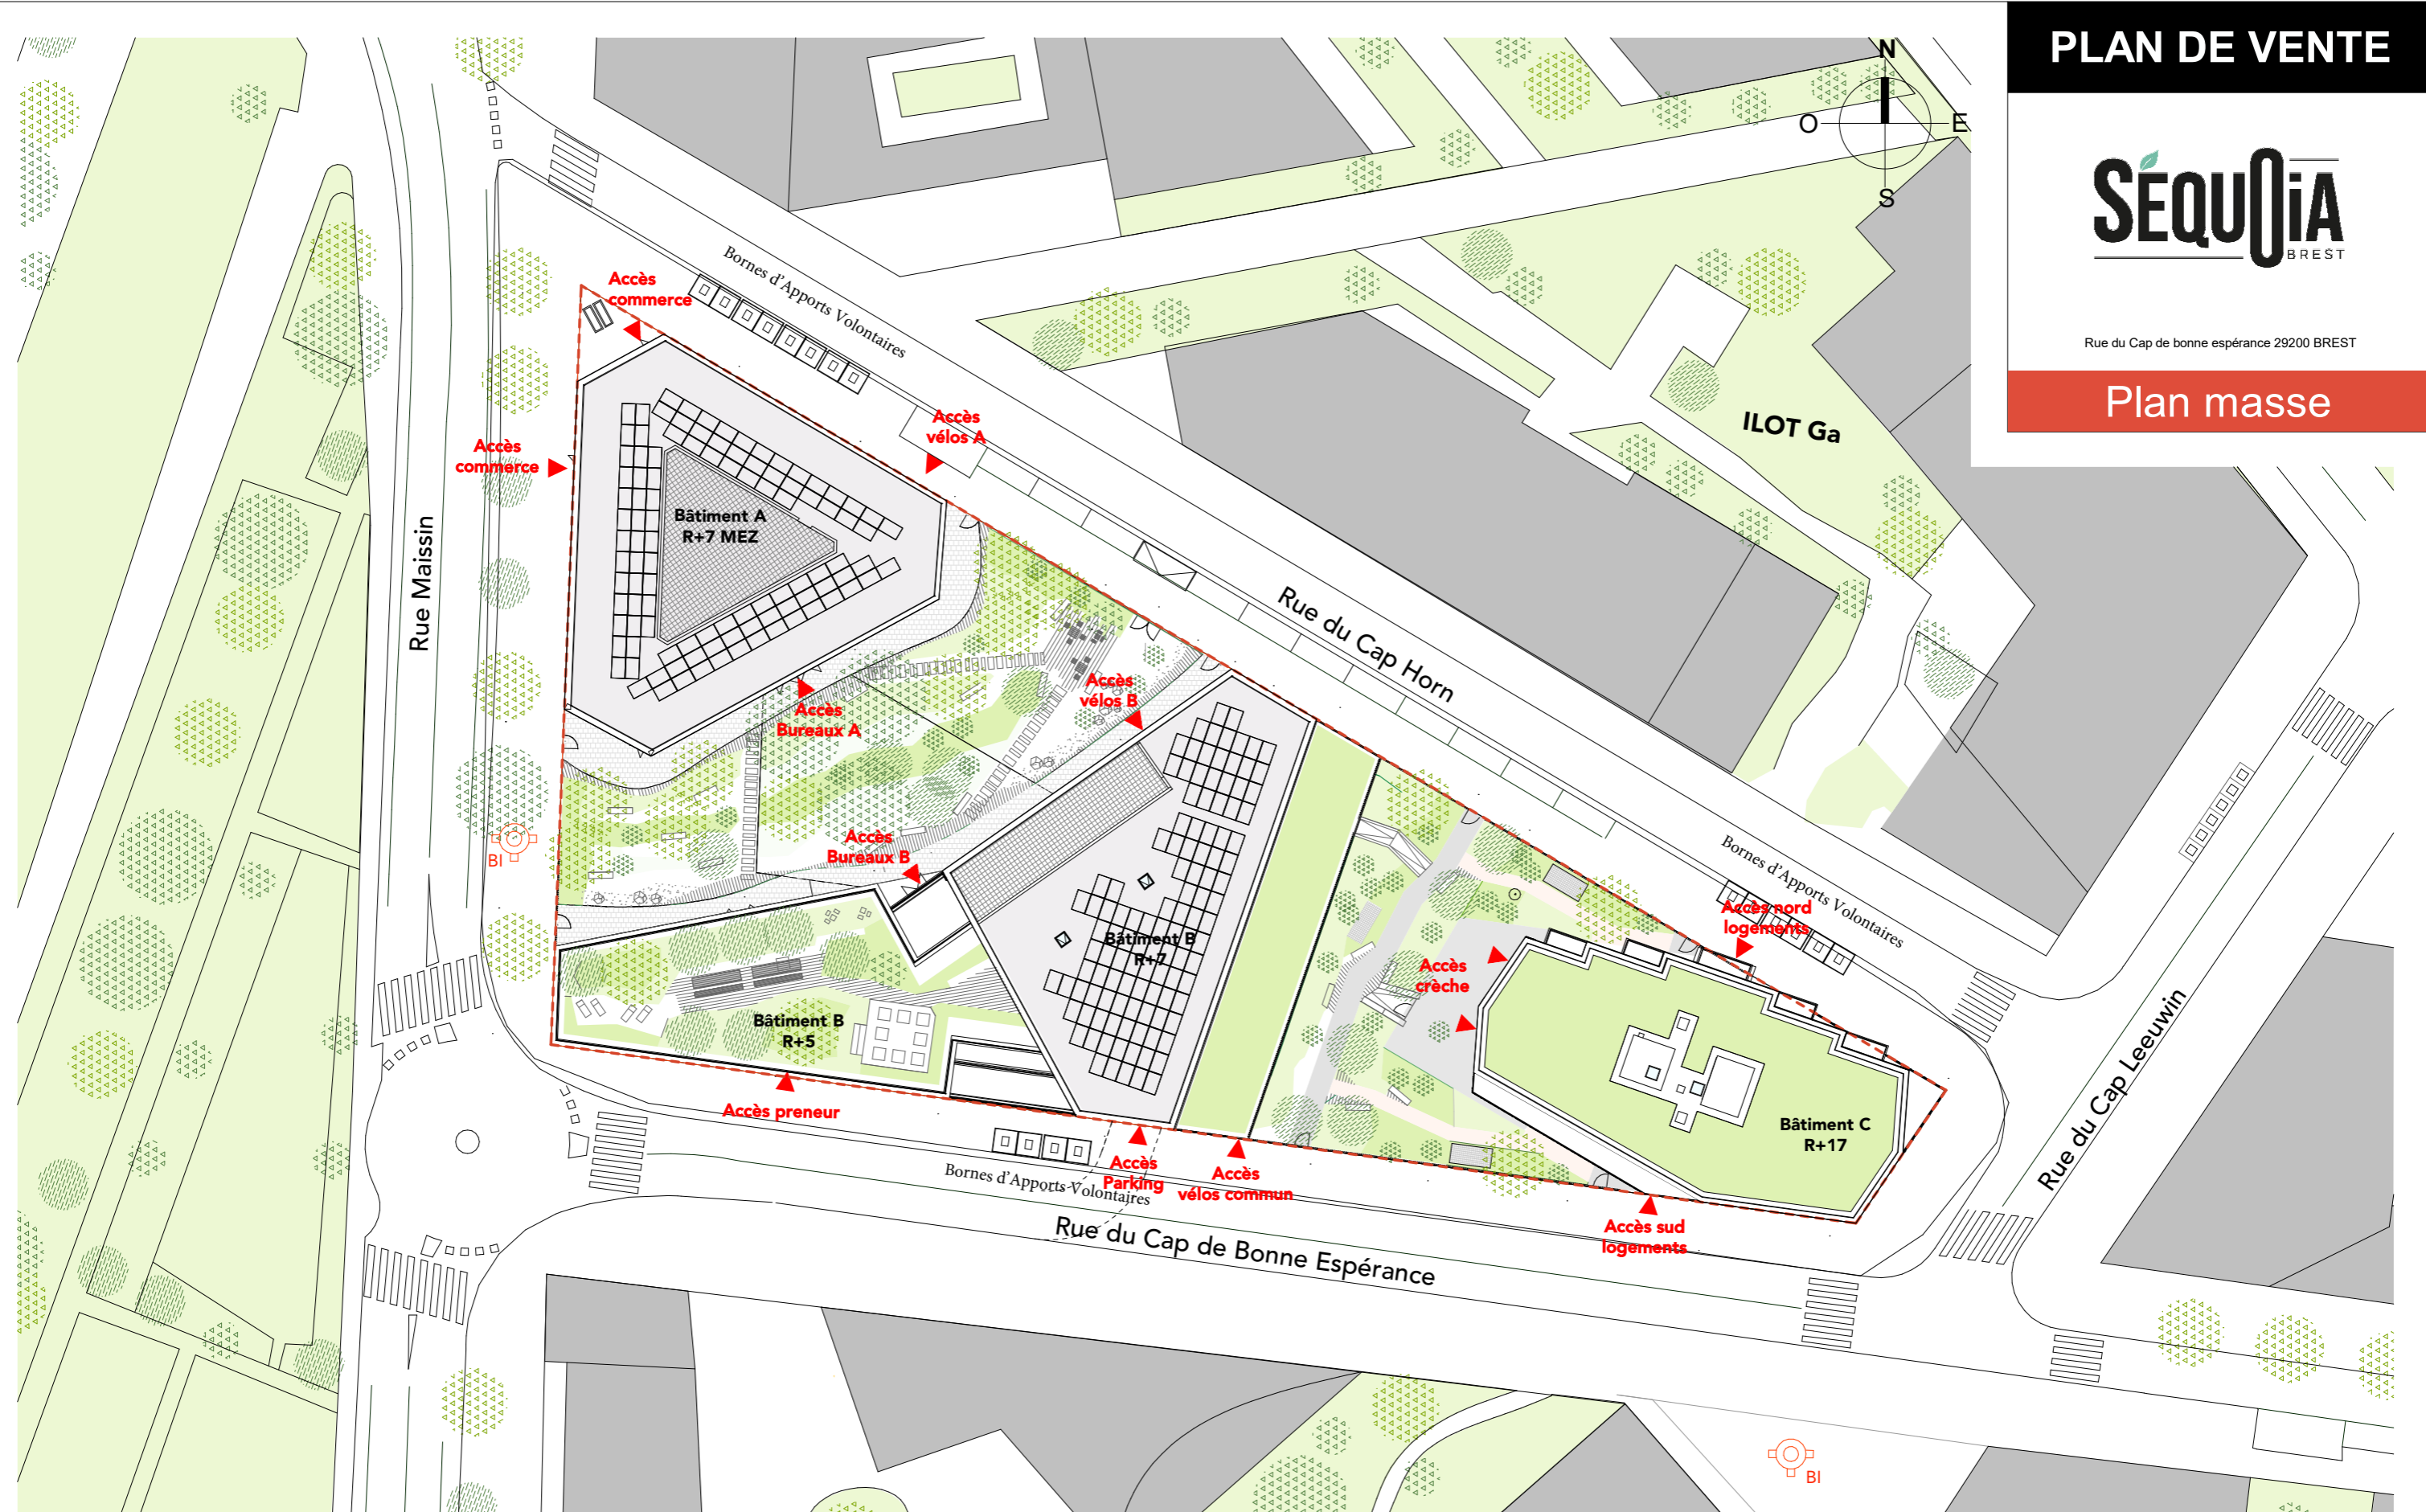 PLAN DE VENTE
SÉQUOiA
BREST
Rue du Cap de bonne espérance 29200 BREST
Plan masse
N
O
E
S
Accès
commerce
Bornes d'Apports Volontaires
Accès
commerce
Accès
vélos A
ILOT Ga
Bâtiment A
R+7 MEZ
Rue Maissin
Rue du Cap Horn
Accès
vélos B
Accès
Bureaux A
Accès
Bureaux B
BI
Bornes d'Apports Volontaires
Accès nord
logements
Bâtiment B
R+7
Accès
crèche
Bâtiment B
R+5
Accès preneur
Bâtiment C
R+17
Rue du Cap Leeuwin
Accès
Parking
Accès
vélos commun
Bornes d'Apports Volontaires
Accès sud
logements
Rue du Cap de Bonne Espérance
BI